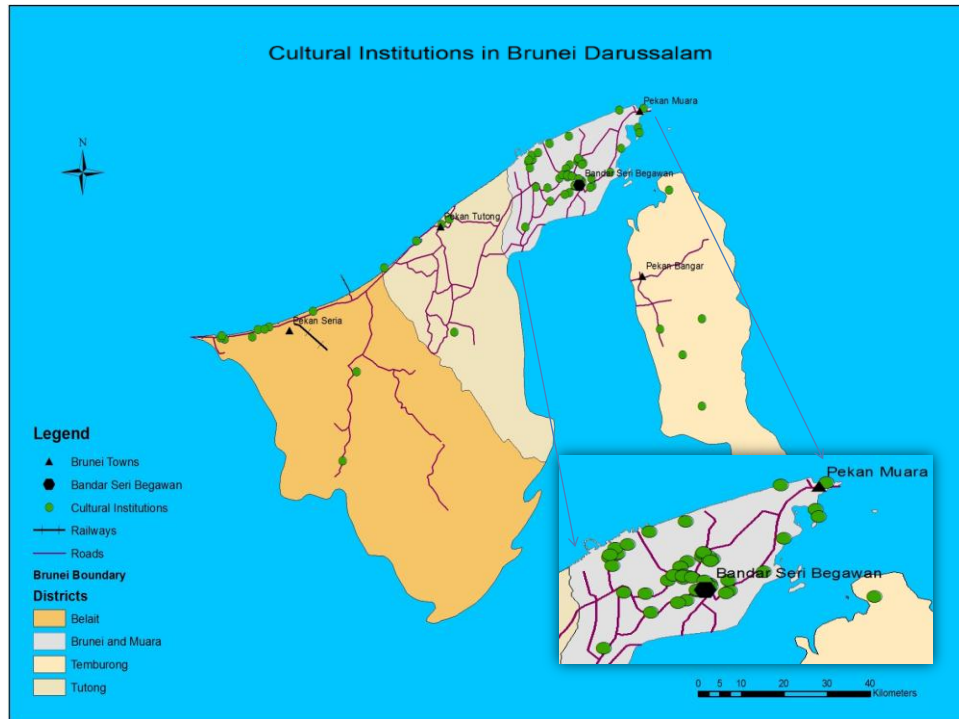 Cultural Institutions in Brunei Darussalam
Pekan Muara
N
Bandar Seri Begawan
Pekan Tutong
Pekan Bangar
Pekan Seria
Legend
Brunei Towns
Bandar Seri Begawan
Cultural Institutions
Railways
Roads
Brunei Boundary
Districts
Belait
Brunei and Muara
Temburong
Tutong
Pekan Muara
Bandar Seri Begawan
0 5 10 20 30 40
Kilometers